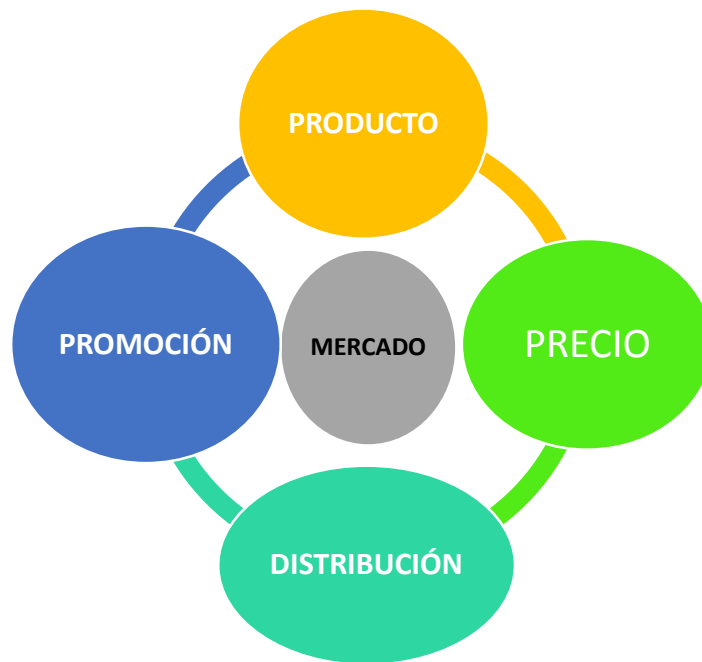 PRODUCTO
PROMOCIÓN
MERCADO
PRECIO
DISTRIBUCIÓN